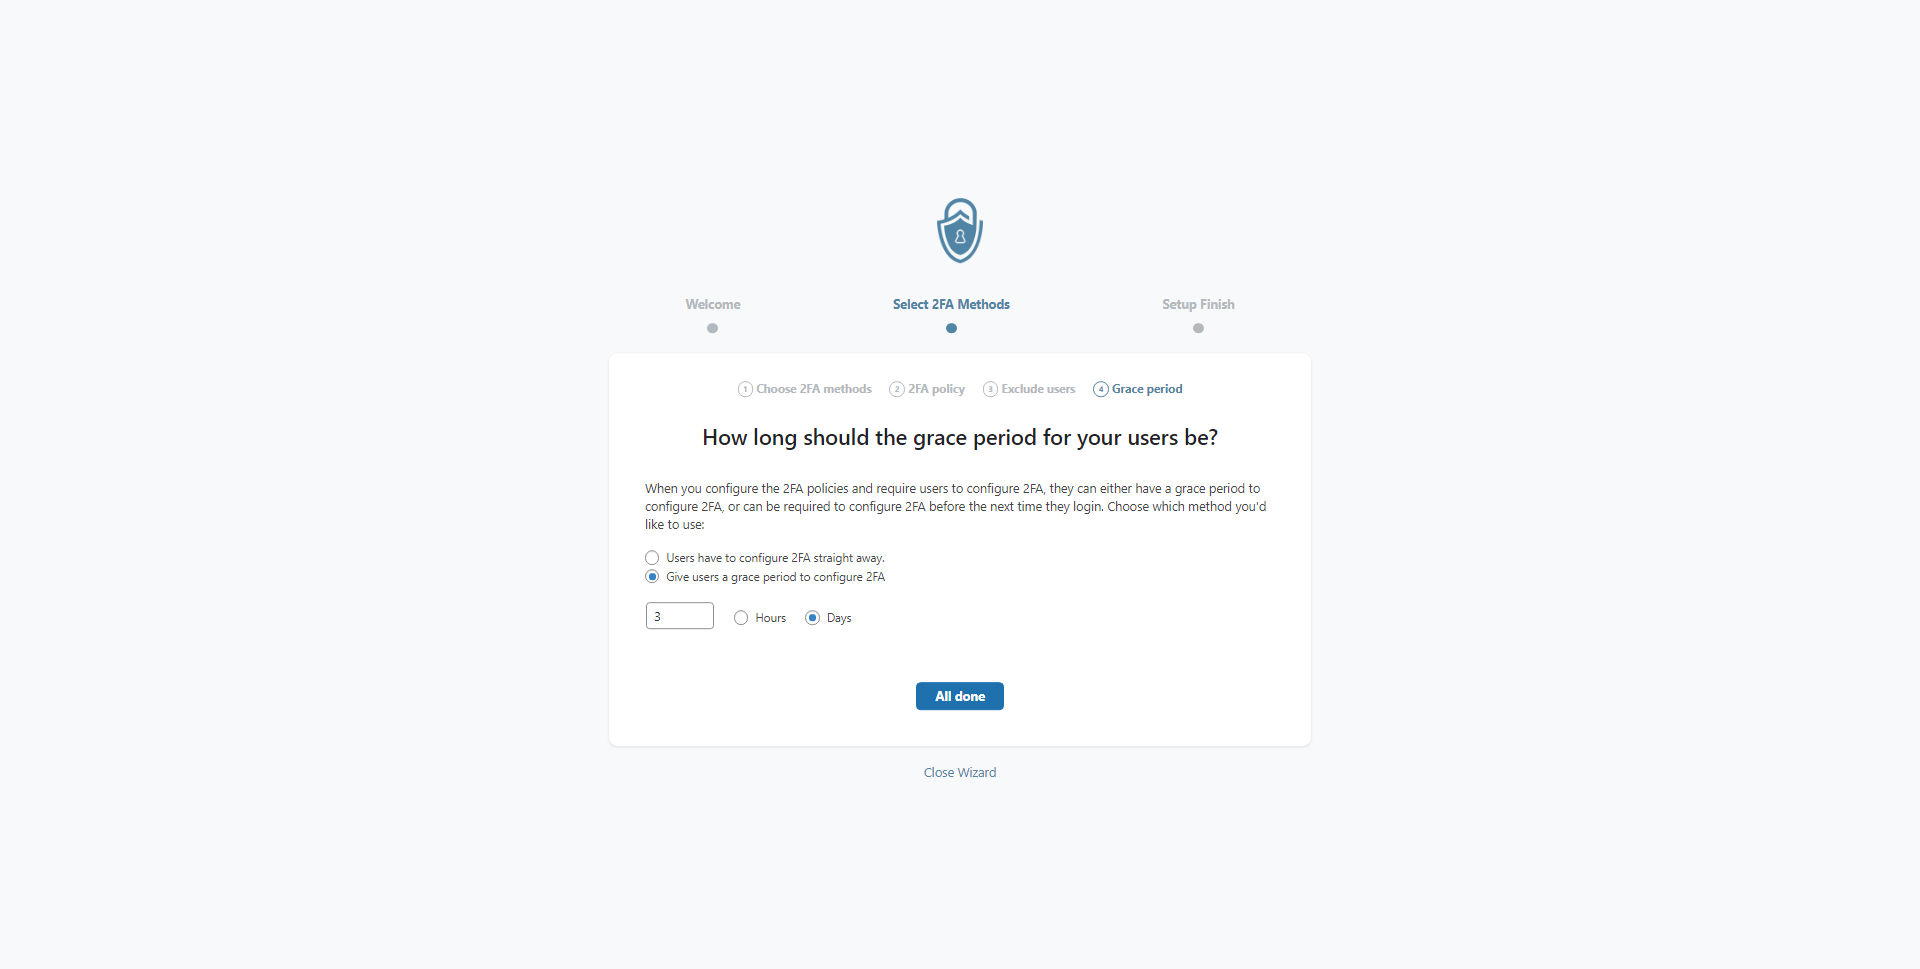 Welcome
Select 2FA Methods
Setup Finish
1 Choose 2FA methods 2 2FA policy 3 Exclude users 4 Grace period
How long should the grace period for your users be?
When you configure the 2FA policies and require users to configure 2FA, they can either have a grace period to
configure 2FA, or can be required to configure 2FA before the next time they login. Choose which method you'd
like to use:
Users have to configure 2FA straight away.
Give users a grace period to configure 2FA
3 Hours Days
All done
Close Wizard